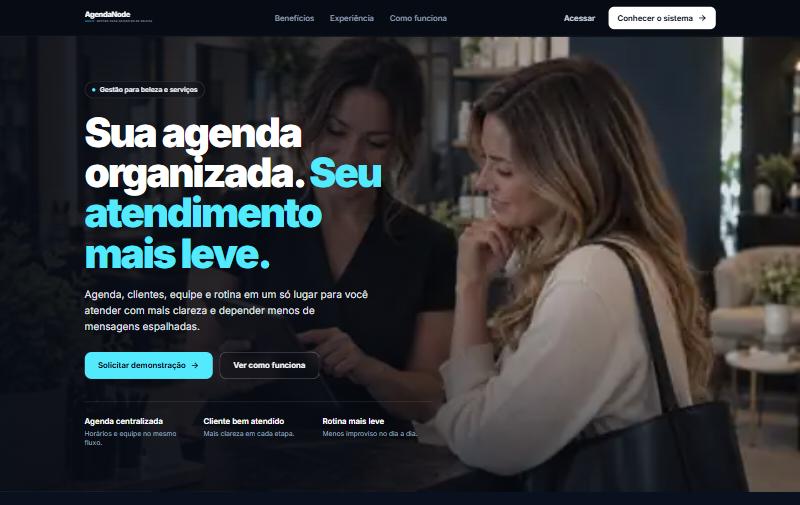 AgendaNode
Benefícios
Experiência
Como funciona
Acessar
Conhecer o sistema →
Gestão para beleza e serviços
Sua agenda
organizada. Seu
atendimento
mais leve.
Agenda, clientes, equipe e rotina em um só lugar para você
atender com mais clareza e depender menos de
mensagens espalhadas.
Solicitar demonstração →
Ver como funciona
Agenda centralizada
Horários e equipe no mesmo
fluxo.
Cliente bem atendido
Mais clareza em cada etapa.
Rotina mais leve
Menos improviso no dia a dia.